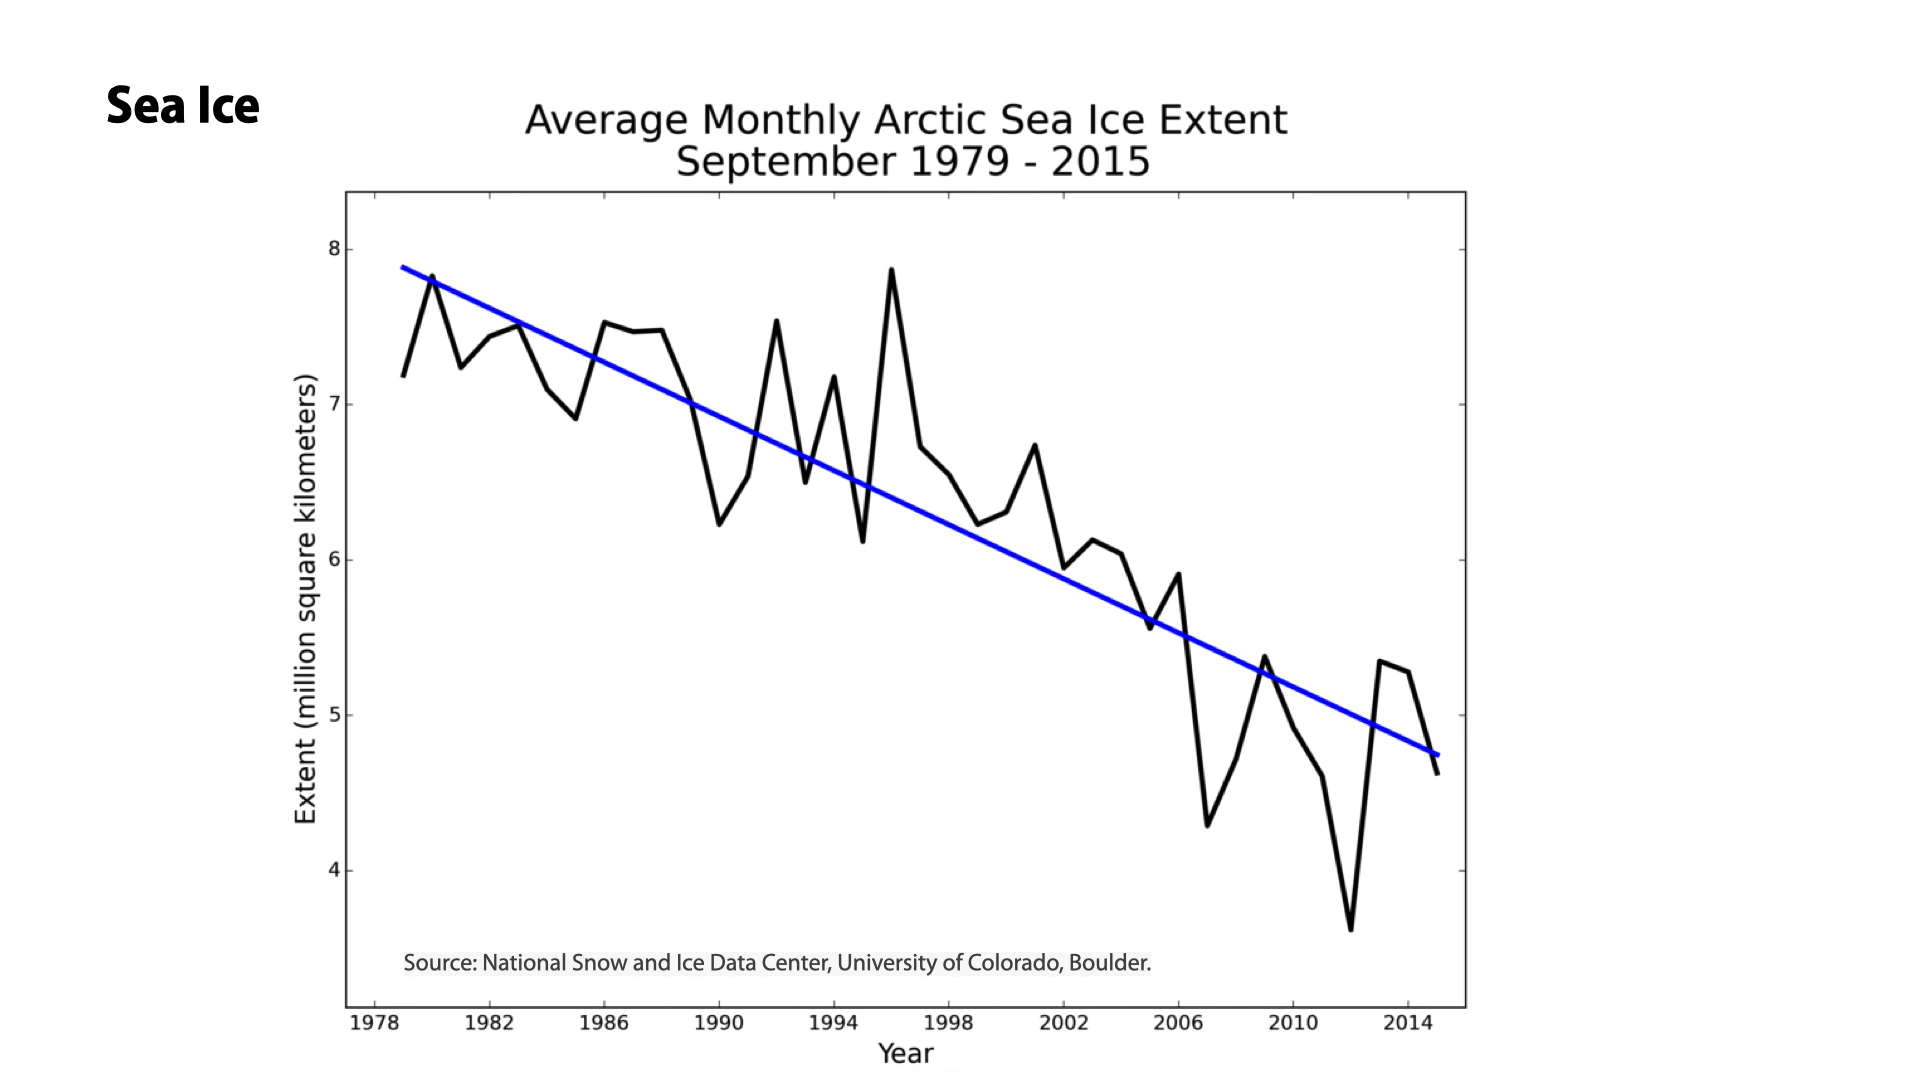 Sea Ice
Average Monthly Arctic Sea Ice Extent
September 1979 - 2015
8
7
6
5
4
Extent (million square kilometers)
Source: National Snow and Ice Data Center, University of Colorado, Boulder.
1978 1982 1986 1990 1994 1998 2002 2006 2010 2014
Year